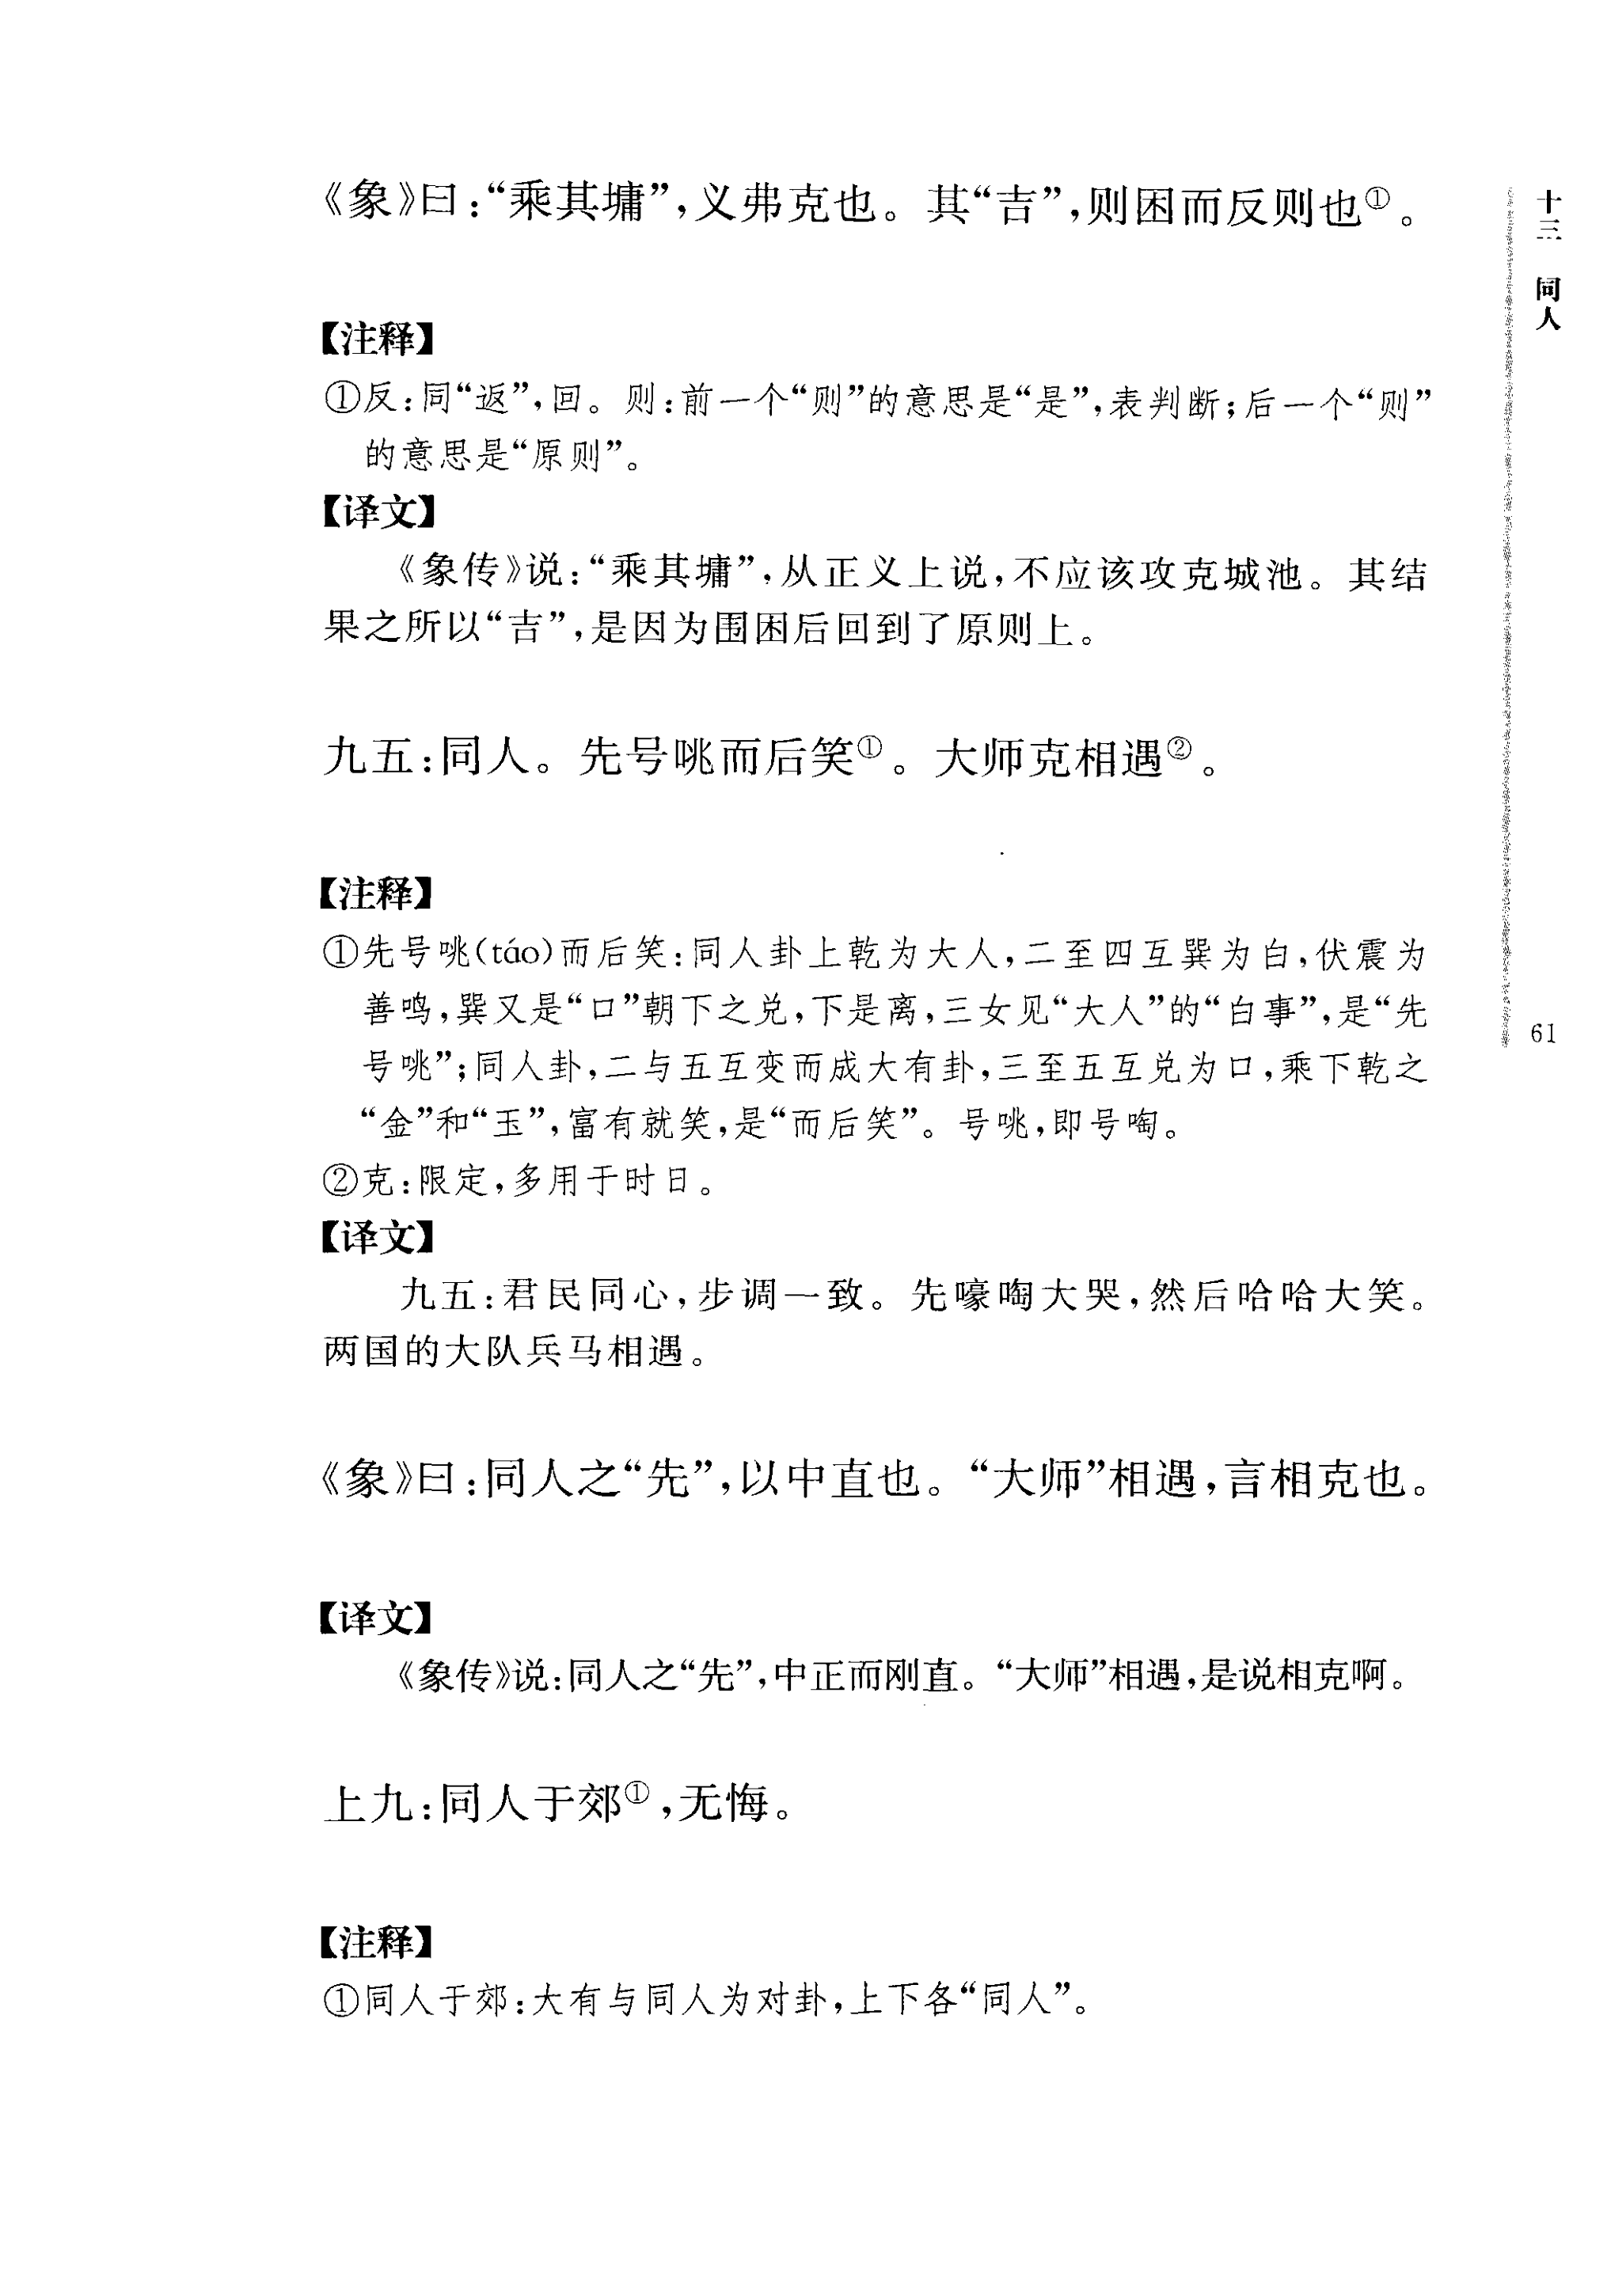 《象》曰：“乘其墉”，义弗克也。其“吉”，则困而反则也①。
【注释】
①反：同“返”，回。则：前一个“则”的意思是“是”，表判断；后一个“则”
的意思是“原则”。
【译文】
《象传》说：“乘其墉”，从正义上说，不应该攻克城池。其结
果之所以“吉”，是因为围困后回到了原则上。
九五：同人。先号咷而后笑①。大师克相遇②。
【注释】
①先号咷(táo)而后笑：同人卦上乾为大人，二至四互巽为白，伏震为
善鸣，巽又是“口”朝下之兑，下是离，三女见“大人”的“白事”，是“先
号咷”；同人卦，二与五互变而成大有卦，三至五互兑为口，乘下乾之
“金”和“玉”，富有就笑，是“而后笑”。号咷，即号啕。
②克：限定，多用于时日。
【译文】
九五：君民同心，步调一致。先嚎啕大哭，然后哈哈大笑。
两国的大队兵马相遇。
《象》曰：同人之“先”，以中直也。“大师”相遇，言相克也。
【译文】
《象传》说：同人之“先”，中正而刚直。“大师”相遇，是说相克啊。
上九：同人于郊①，无悔。
【注释】
①同人于郊：大有与同人为对卦，上下各“同人”。
十三 同人
61